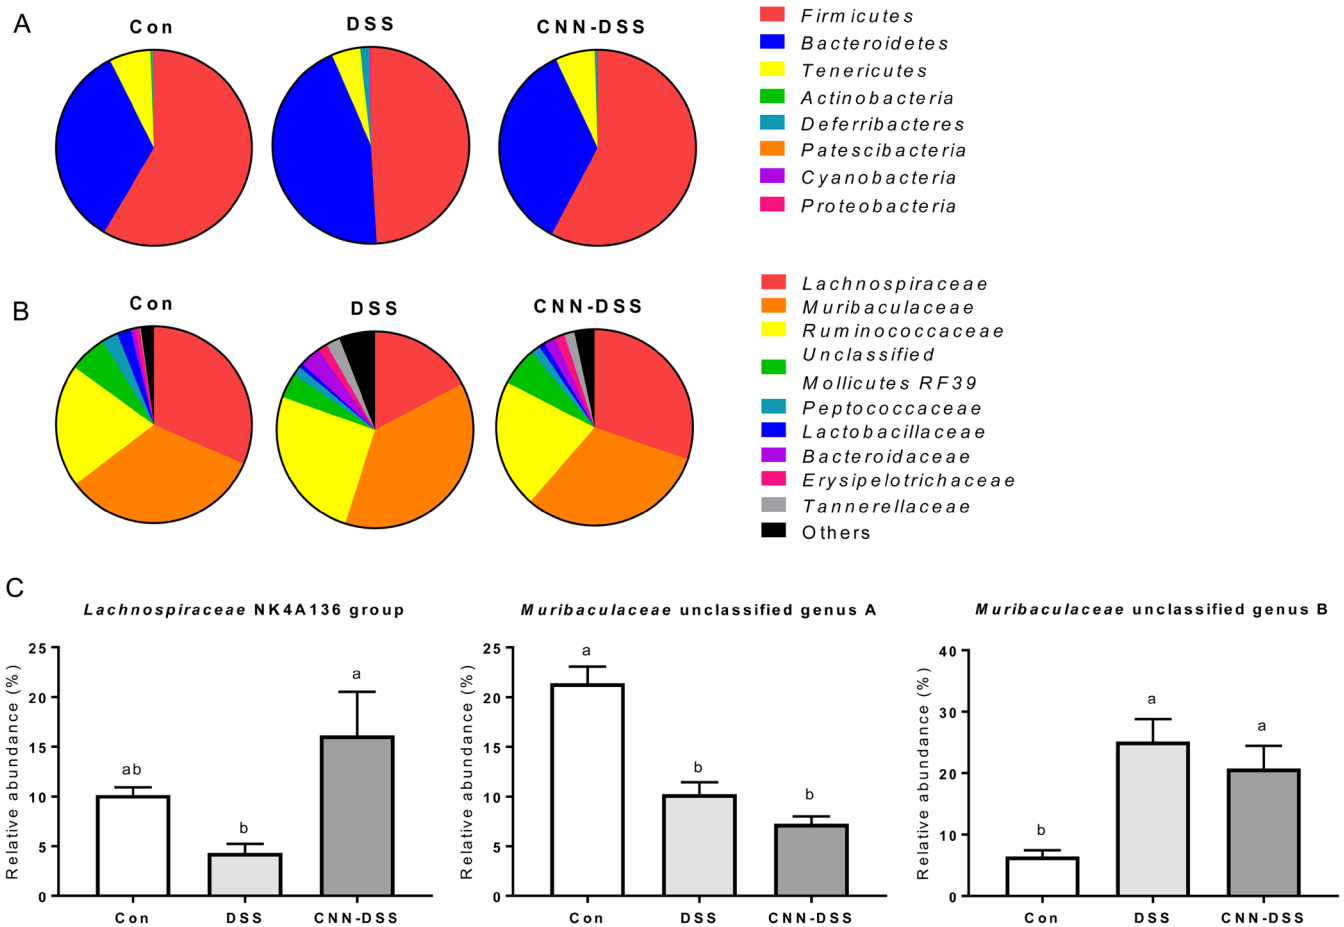 A
Con
DSS
CNN-DSS
Firmicutes
Bacteroidetes
Tenericutes
Actinobacteria
Deferribacteres
Patescibacteria
Cyanobacteria
Proteobacteria
B
Con
DSS
CNN-DSS
Lachnospiraceae
Muribaculaceae
Ruminococcaceae
Unclassified
Mollicutes RF39
Peptococcaceae
Lactobacillaceae
Bacteroidaceae
Erysipelotrichaceae
Tannerellaceae
Others
C
Lachnospiraceae NK4A136 group
Relative abundance (%)
25
20
15
10
5
0
ab
b
a
Con
DSS
CNN-DSS
Muribaculaceae unclassified genus A
Relative abundance (%)
25
20
15
10
5
0
a
b
b
Con
DSS
CNN-DSS
Muribaculaceae unclassified genus B
Relative abundance (%)
40
30
20
10
0
b
a
a
Con
DSS
CNN-DSS